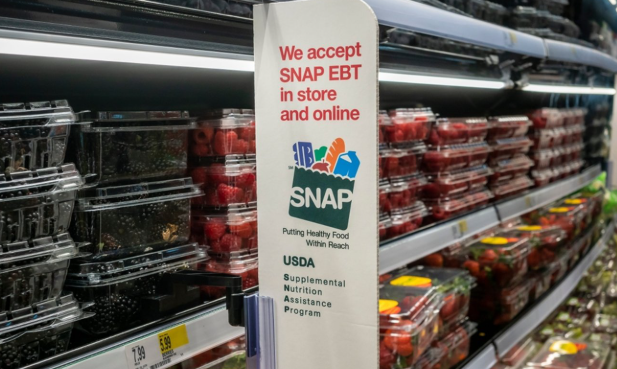 We accept
SNAP EBT
in store
and online
SNAP
Putting Healthy Food
Within Reach
USDA
Supplemental
Nutrition
Assistance
Program
7.99
5.99